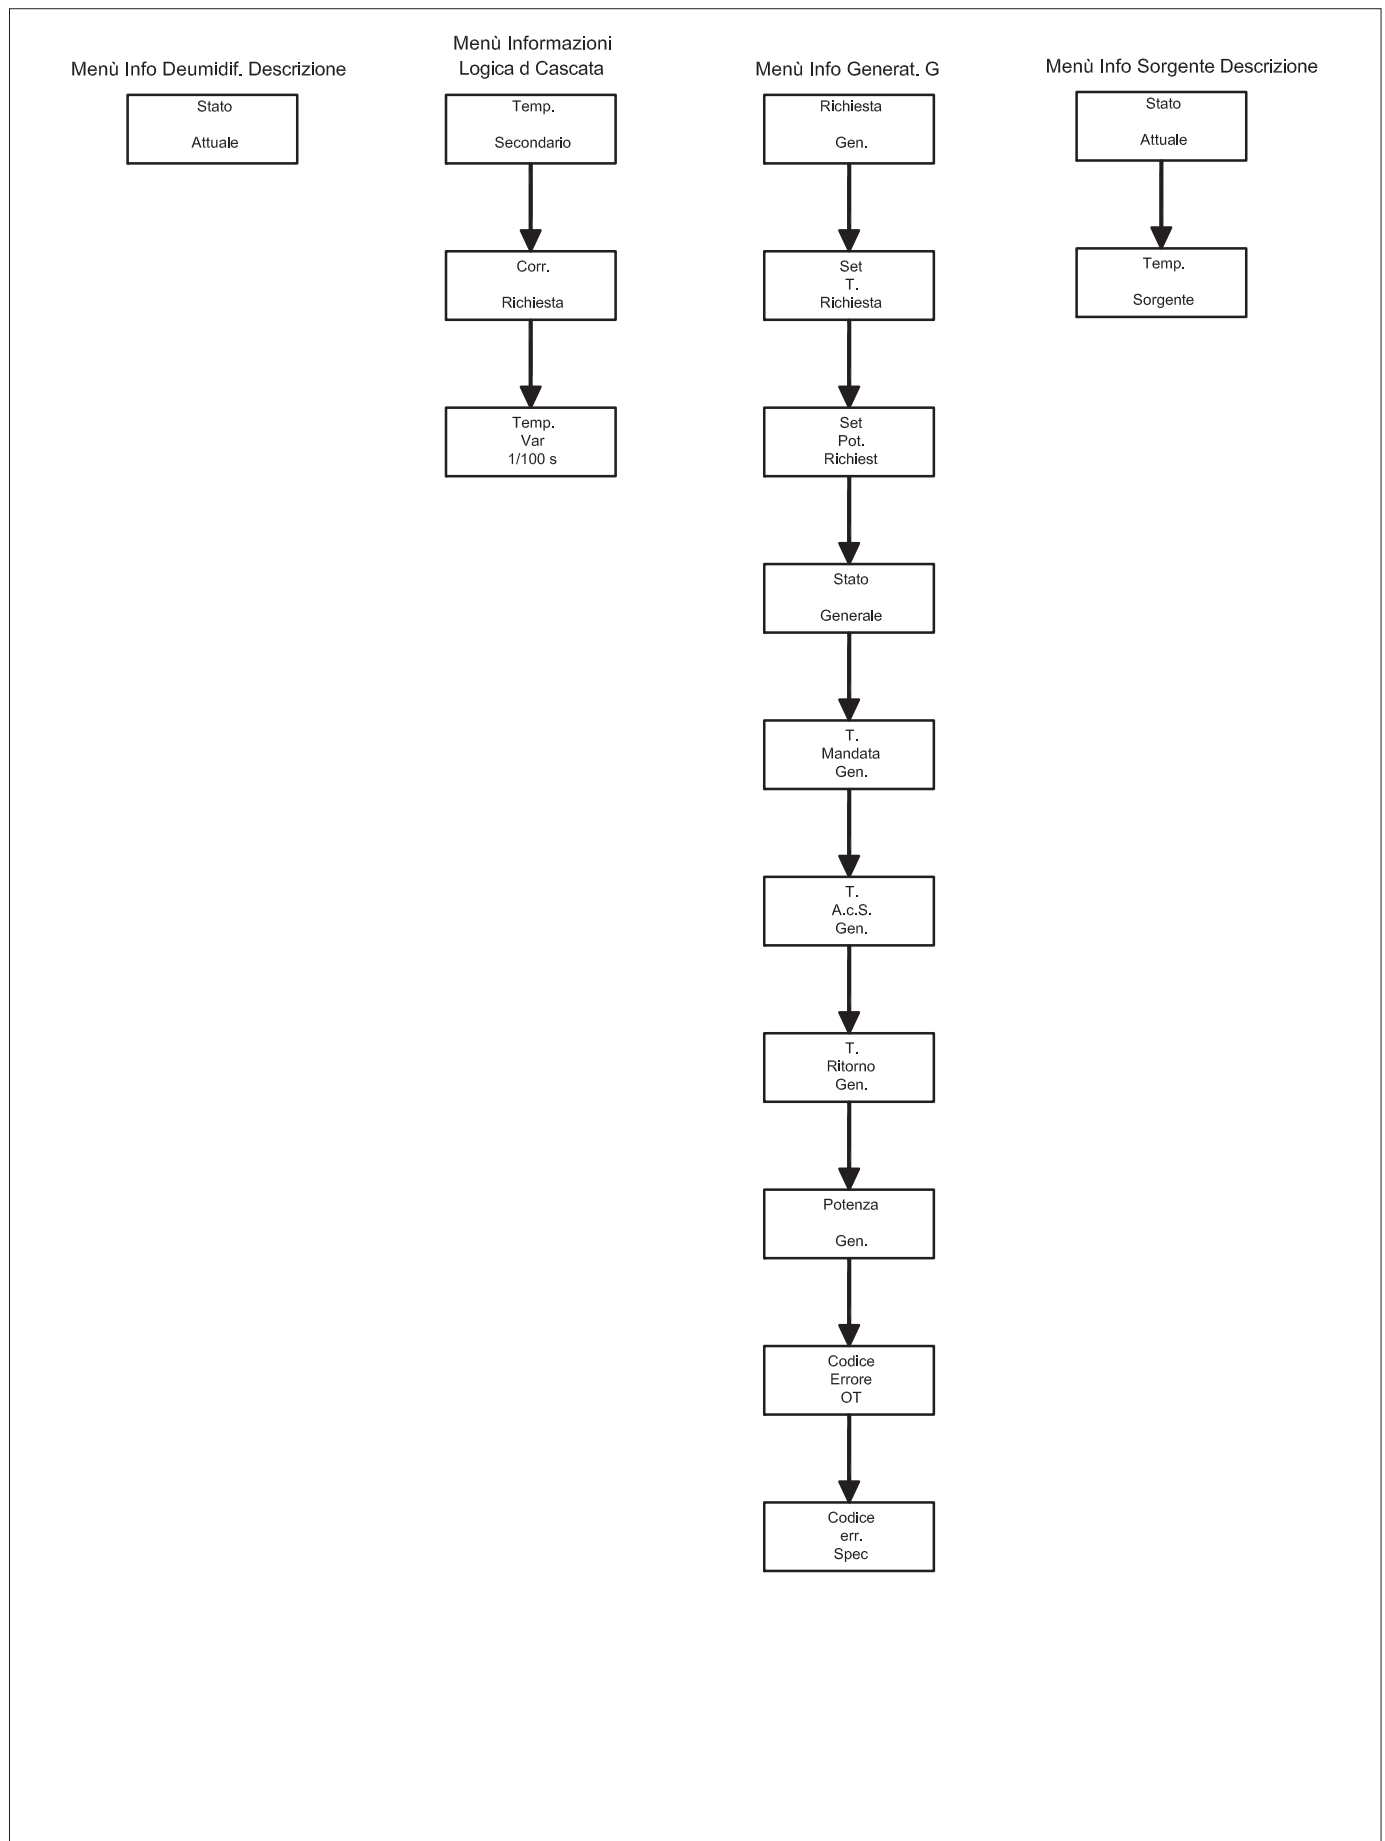 Menù Info Deumidif. Descrizione
Stato
Attuale
Menù Informazioni
Logica d Cascata
Temp.
Secondario
Corr.
Richiesta
Temp.
Var
1/100 s
Menù Info Generat. G
Richiesta
Gen.
Set
T.
Richiesta
Set
Pot.
Richiest
Stato
Generale
T.
Mandata
Gen.
T.
A.c.S.
Gen.
T.
Ritorno
Gen.
Potenza
Gen.
Codice
Errore
OT
Codice
err.
Spec
Menù Info Sorgente Descrizione
Stato
Attuale
Temp.
Sorgente